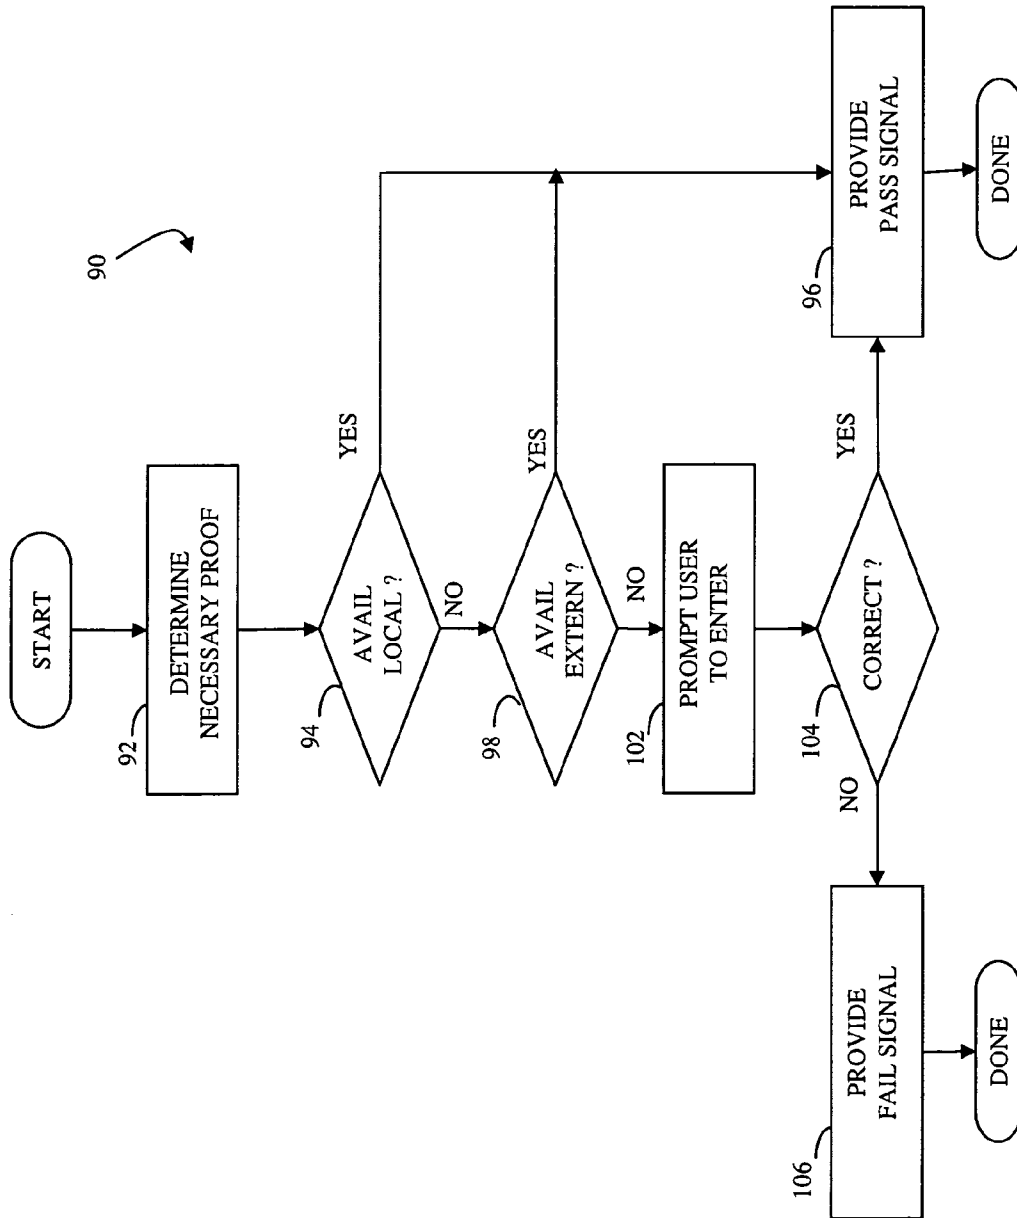 START
90
92
DETERMINE
NECESSARY PROOF
94
AVAIL
LOCAL ?
YES
NO
98
AVAIL
EXTERN ?
YES
NO
102
PROMPT USER
TO ENTER
104
CORRECT ?
NO
YES
106
PROVIDE
FAIL SIGNAL
96
PROVIDE
PASS SIGNAL
DONE
DONE